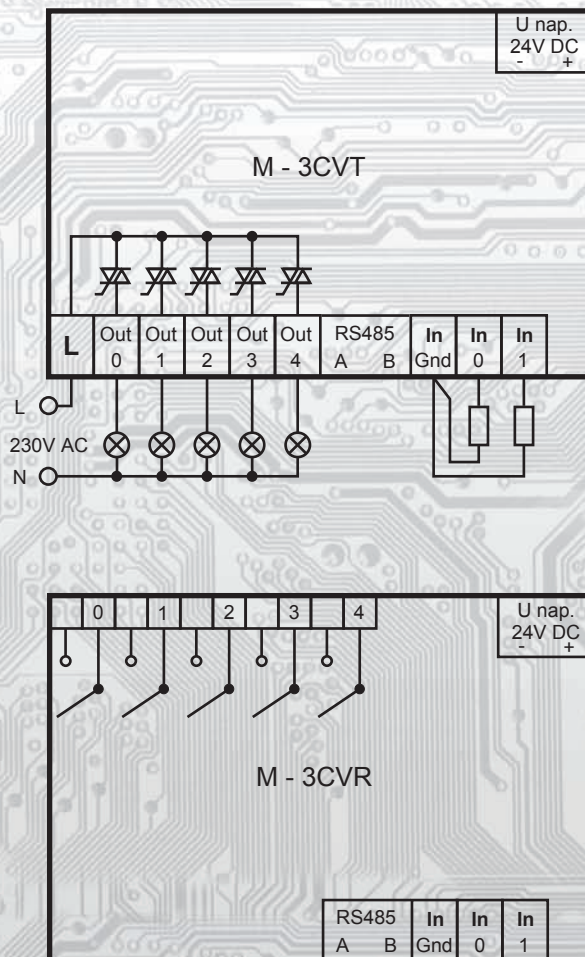 U nap.
24V DC
- +
M - 3CVT
L Out Out Out Out Out RS485 In In In
0 1 2 3 4 A B Gnd 0 1
L
230V AC
N
0 1 2 3 4 U nap.
24V DC
- +
M - 3CVR
RS485 In In In
A B Gnd 0 1